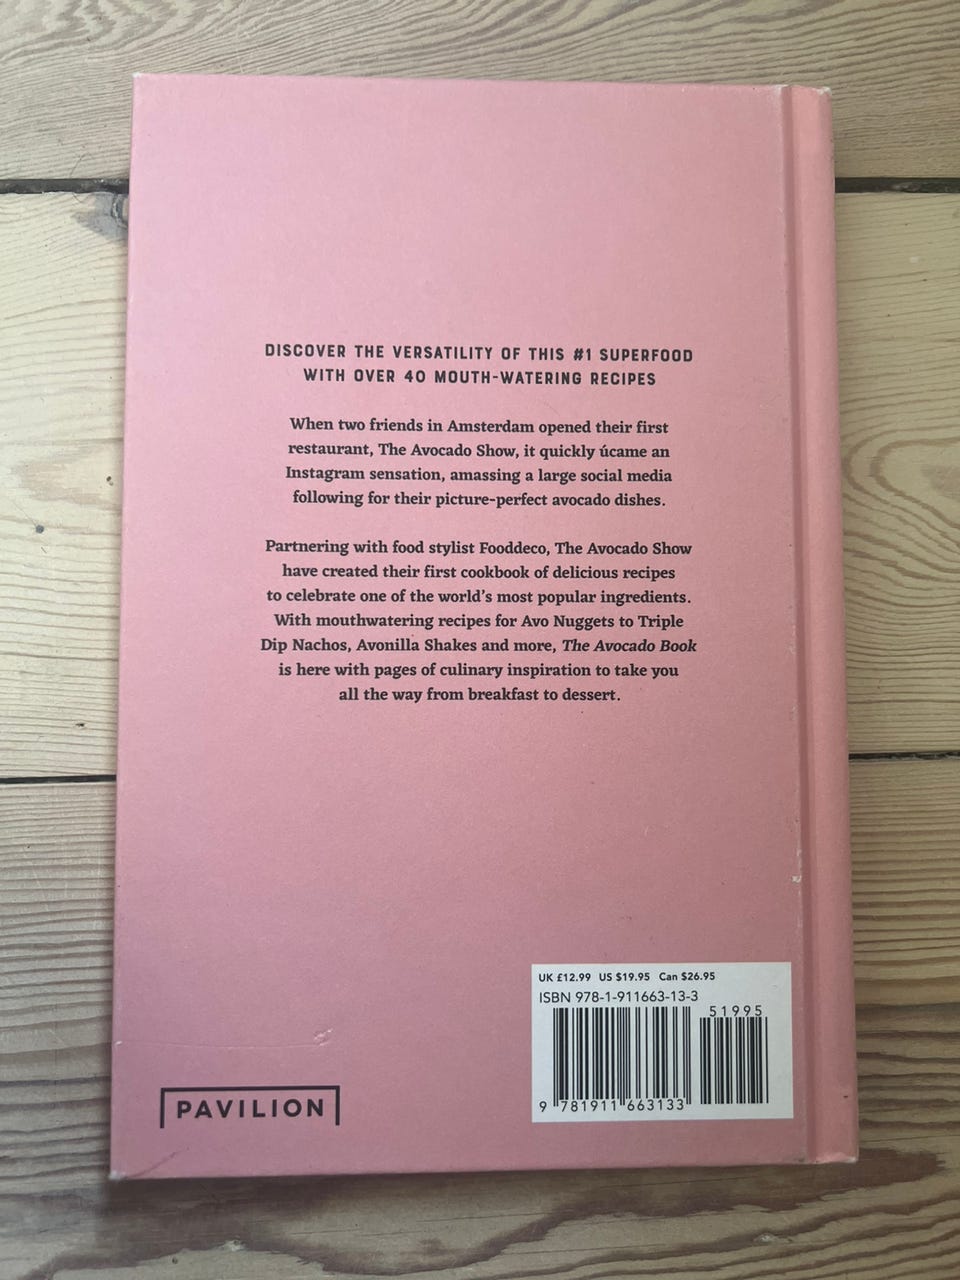 DISCOVER THE VERSATILITY OF THIS #1 SUPERFOOD
WITH OVER 40 MOUTH-WATERING RECIPES
When two friends in Amsterdam opened their first
restaurant, The Avocado Show, it quickly úcame an
Instagram sensation, amassing a large social media
following for their picture-perfect avocado dishes.
Partnering with food stylist Fooddeco, The Avocado Show
have created their first cookbook of delicious recipes
to celebrate one of the world's most popular ingredients.
With mouthwatering recipes for Avo Nuggets to Triple
Dip Nachos, Avonilla Shakes and more, The Avocado Book
is here with pages of culinary inspiration to take you
all the way from breakfast to dessert.
UK £12.99 US $19.95 Can $26.95
ISBN 978-1-911663-13-3
51995
9 781911 663133
PAVILION